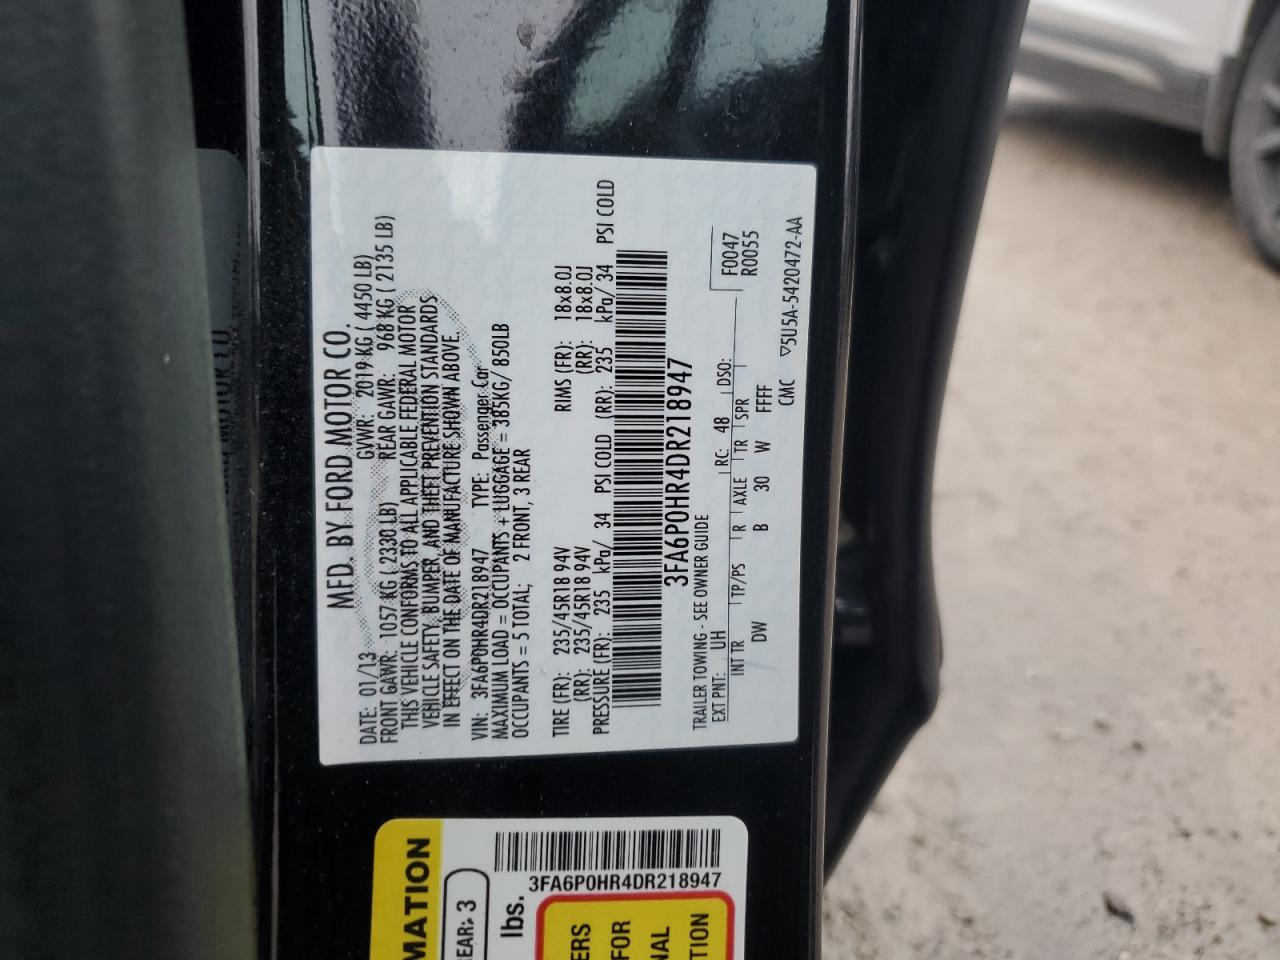 MFD. BY FORD MOTOR CO.
DATE: 01/13 GVWR: 2019 KG ( 4450 LB)
FRONT GAWR: 1057 KG ( 2330 LB) REAR GAWR: 968 KG ( 2135 LB)
THIS VEHICLE CONFORMS TO ALL APPLICABLE FEDERAL MOTOR
VEHICLE SAFETY, BUMPER, AND THEFT PREVENTION STANDARDS
IN EFFECT ON THE DATE OF MANUFACTURE SHOWN ABOVE.
VIN: 3FA6P0HR4DR218947 TYPE: Passenger Car
MAXIMUM LOAD = OCCUPANTS + LUGGAGE = 385KG/ 850LB
OCCUPANTS = 5 TOTAL; 2 FRONT, 3 REAR
TIRE (FR): 235/45R18 94V RIMS (FR): 18x8.0J
(RR): 235/45R18 94V (RR): 18x8.0J
PRESSURE (FR): 235 kPa/ 34 PSI COLD (RR): 235 kPa/ 34 PSI COLD
3FA6P0HR4DR218947
TRAILER TOWING - SEE OWNER GUIDE
EXT PNT: UH RC: 48 DSO: F0047
R0055
INT TR TP/PS R AXLE TR SPR
DW B 30 W FFFF
CMC ▽5U5A-5420472-AA
MATION
EAR: 3
lbs.
3FA6P0HR4DR218947
ERS
FOR
NAL
TION